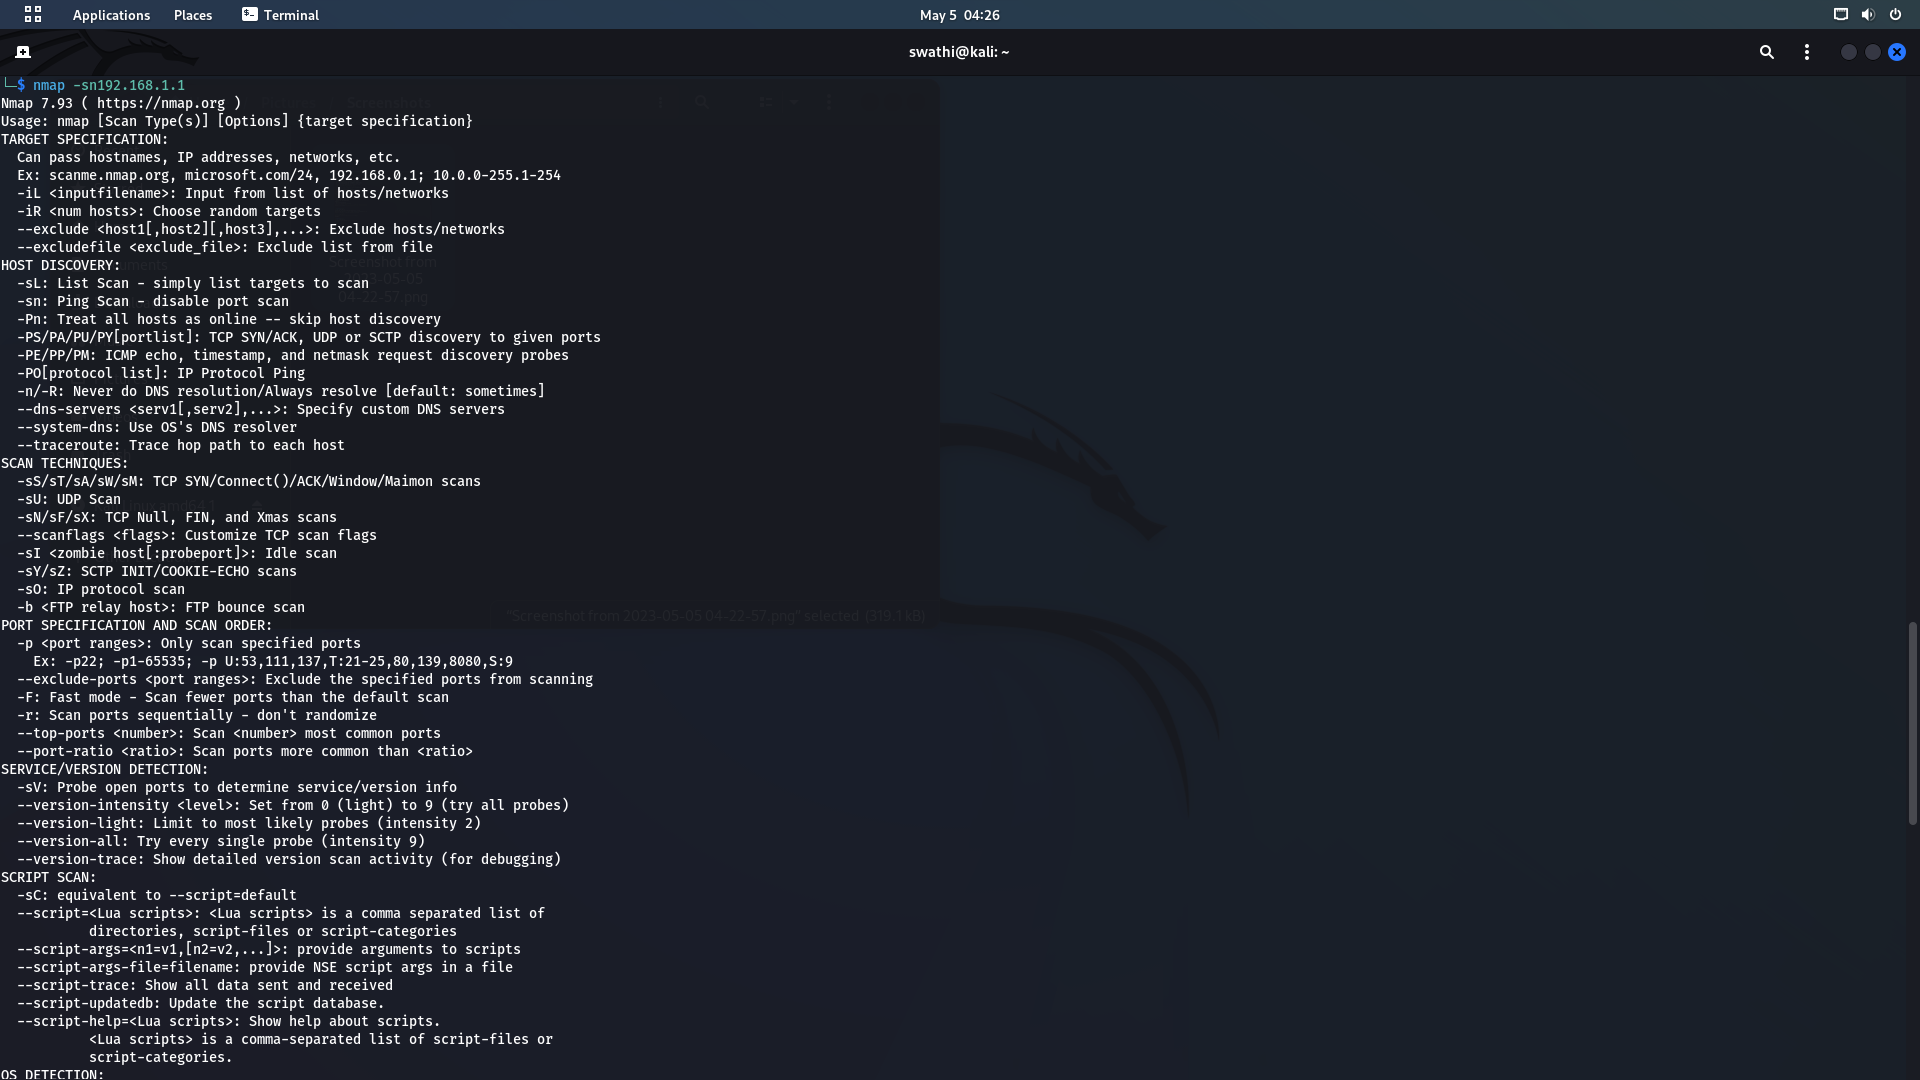 Applications Places Terminal May 5 04:26
swathi@kali: ~
└─$ nmap -sn192.168.1.1
Nmap 7.93 ( https://nmap.org )
Usage: nmap [Scan Type(s)] [Options] {target specification}
TARGET SPECIFICATION:
  Can pass hostnames, IP addresses, networks, etc.
  Ex: scanme.nmap.org, microsoft.com/24, 192.168.0.1; 10.0.0-255.1-254
  -iL <inputfilename>: Input from list of hosts/networks
  -iR <num hosts>: Choose random targets
  --exclude <host1[,host2][,host3],...>: Exclude hosts/networks
  --excludefile <exclude_file>: Exclude list from file
HOST DISCOVERY:
  -sL: List Scan - simply list targets to scan
  -sn: Ping Scan - disable port scan
  -Pn: Treat all hosts as online -- skip host discovery
  -PS/PA/PU/PY[portlist]: TCP SYN/ACK, UDP or SCTP discovery to given ports
  -PE/PP/PM: ICMP echo, timestamp, and netmask request discovery probes
  -PO[protocol list]: IP Protocol Ping
  -n/-R: Never do DNS resolution/Always resolve [default: sometimes]
  --dns-servers <serv1[,serv2],...>: Specify custom DNS servers
  --system-dns: Use OS's DNS resolver
  --traceroute: Trace hop path to each host
SCAN TECHNIQUES:
  -sS/sT/sA/sW/sM: TCP SYN/Connect()/ACK/Window/Maimon scans
  -sU: UDP Scan
  -sN/sF/sX: TCP Null, FIN, and Xmas scans
  --scanflags <flags>: Customize TCP scan flags
  -sI <zombie host[:probeport]>: Idle scan
  -sY/sZ: SCTP INIT/COOKIE-ECHO scans
  -sO: IP protocol scan
  -b <FTP relay host>: FTP bounce scan
"Screenshot from 2023-05-05 04-22-57.png" selected (319.1 kB)
PORT SPECIFICATION AND SCAN ORDER:
  -p <port ranges>: Only scan specified ports
    Ex: -p22; -p1-65535; -p U:53,111,137,T:21-25,80,139,8080,S:9
  --exclude-ports <port ranges>: Exclude the specified ports from scanning
  -F: Fast mode - Scan fewer ports than the default scan
  -r: Scan ports sequentially - don't randomize
  --top-ports <number>: Scan <number> most common ports
  --port-ratio <ratio>: Scan ports more common than <ratio>
SERVICE/VERSION DETECTION:
  -sV: Probe open ports to determine service/version info
  --version-intensity <level>: Set from 0 (light) to 9 (try all probes)
  --version-light: Limit to most likely probes (intensity 2)
  --version-all: Try every single probe (intensity 9)
  --version-trace: Show detailed version scan activity (for debugging)
SCRIPT SCAN:
  -sC: equivalent to --script=default
  --script=<Lua scripts>: <Lua scripts> is a comma separated list of
           directories, script-files or script-categories
  --script-args=<n1=v1,[n2=v2,...]>: provide arguments to scripts
  --script-args-file=filename: provide NSE script args in a file
  --script-trace: Show all data sent and received
  --script-updatedb: Update the script database.
  --script-help=<Lua scripts>: Show help about scripts.
           <Lua scripts> is a comma-separated list of script-files or
           script-categories.
OS DETECTION: